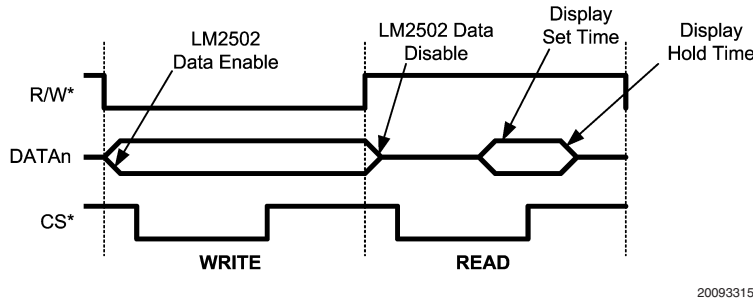 LM2502
Data Enable
LM2502 Data
Disable
Display
Set Time
Display
Hold Time
R/W*
DATAn
CS*
WRITE
READ
20093315